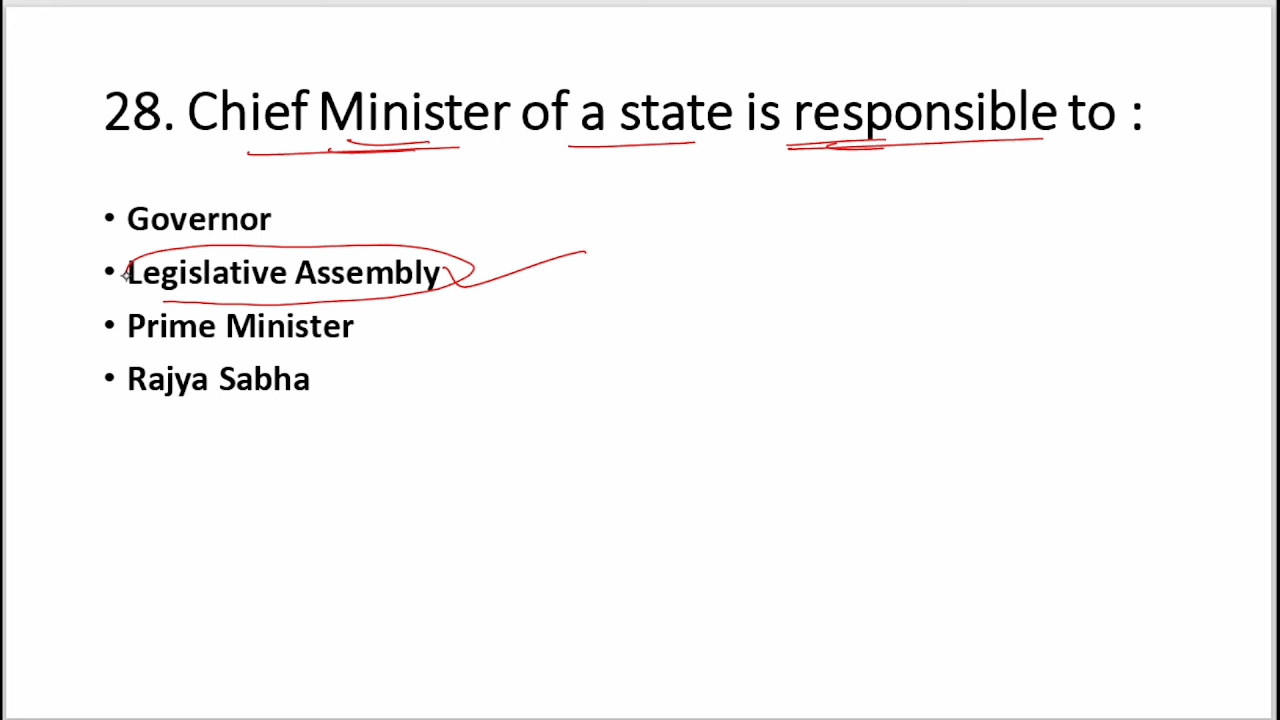 28. Chief Minister of a state is responsible to :
• Governor
• Legislative Assembly
• Prime Minister
• Rajya Sabha